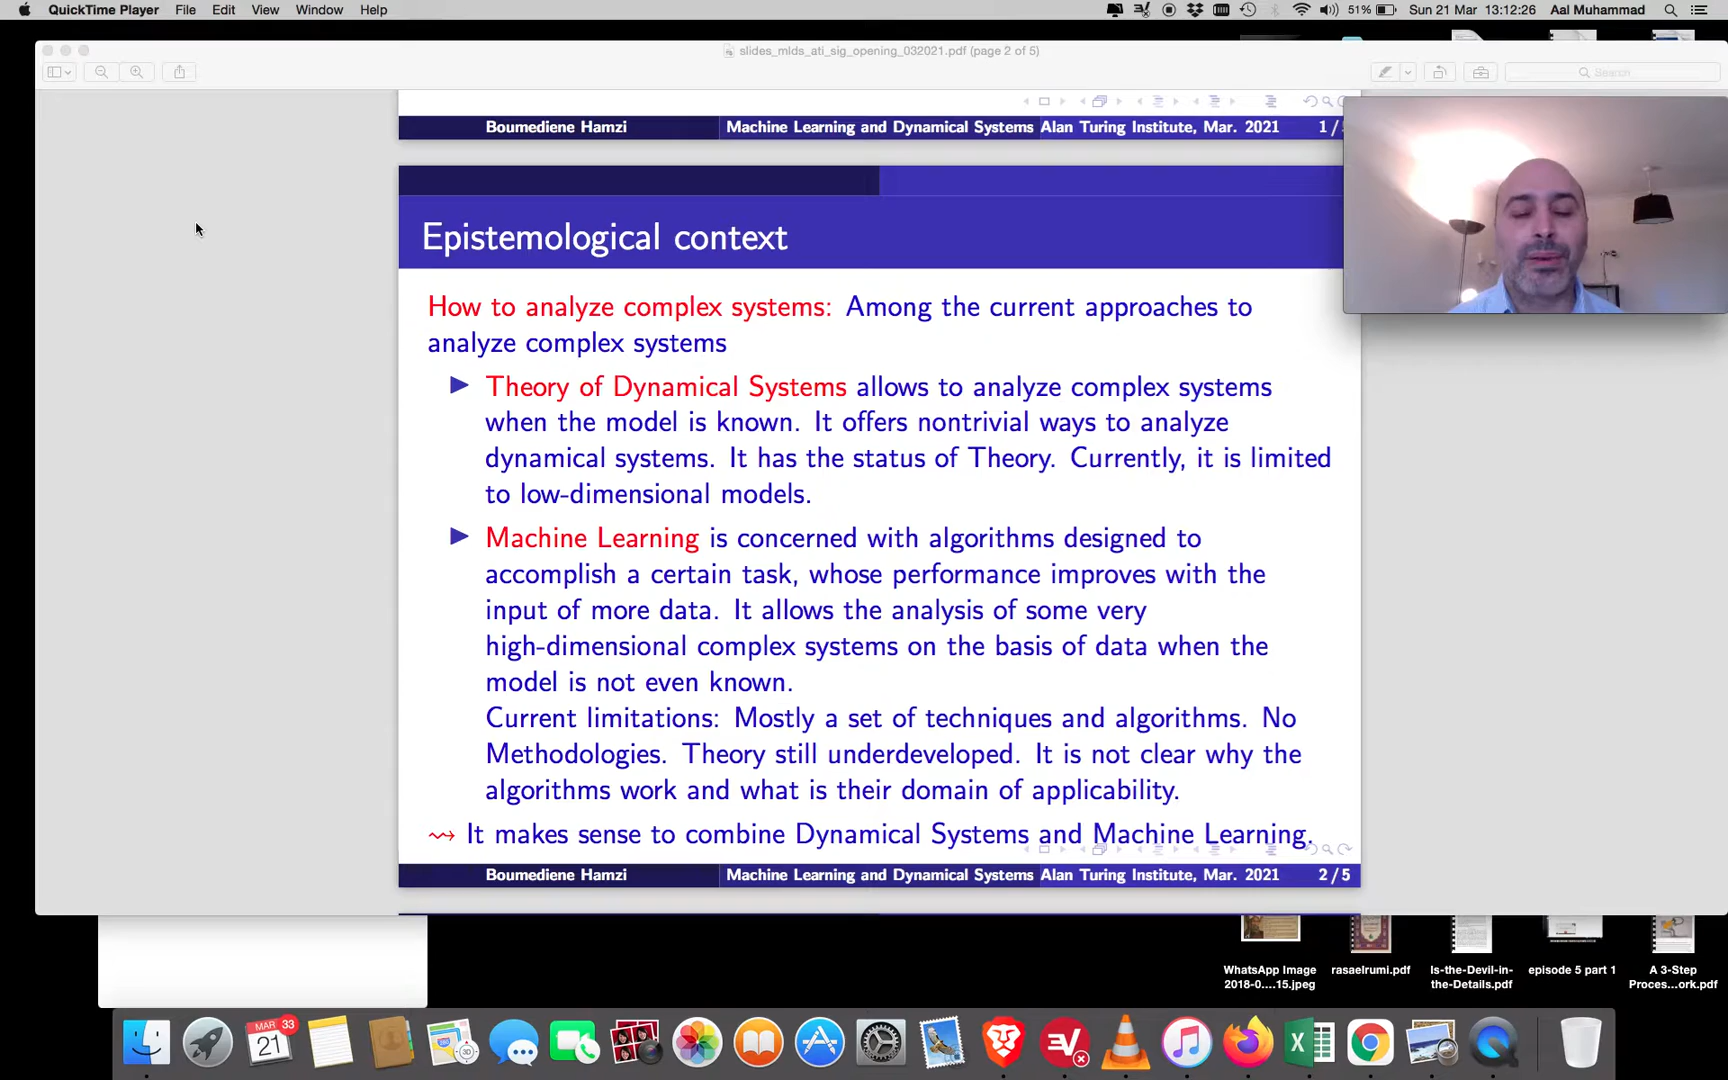 QuickTime Player File Edit View Window Help 51% Sun 21 Mar 13:12:26 Aal Muhammad
slides_mlds_ati_sig_opening_032021.pdf (page 2 of 5)
Search
Boumediene Hamzi Machine Learning and Dynamical Systems Alan Turing Institute, Mar. 2021 1 /
Epistemological context
How to analyze complex systems: Among the current approaches to
analyze complex systems
Theory of Dynamical Systems allows to analyze complex systems
when the model is known. It offers nontrivial ways to analyze
dynamical systems. It has the status of Theory. Currently, it is limited
to low-dimensional models.
Machine Learning is concerned with algorithms designed to
accomplish a certain task, whose performance improves with the
input of more data. It allows the analysis of some very
high-dimensional complex systems on the basis of data when the
model is not even known.
Current limitations: Mostly a set of techniques and algorithms. No
Methodologies. Theory still underdeveloped. It is not clear why the
algorithms work and what is their domain of applicability.
It makes sense to combine Dynamical Systems and Machine Learning.
Boumediene Hamzi Machine Learning and Dynamical Systems Alan Turing Institute, Mar. 2021 2 / 5
WhatsApp Image rasaelrumi.pdf Is-the-Devil-in- episode 5 part 1 A 3-Step
2018-0....15.jpeg the-Details.pdf Proces...ork.pdf
MAR 33
21
3D